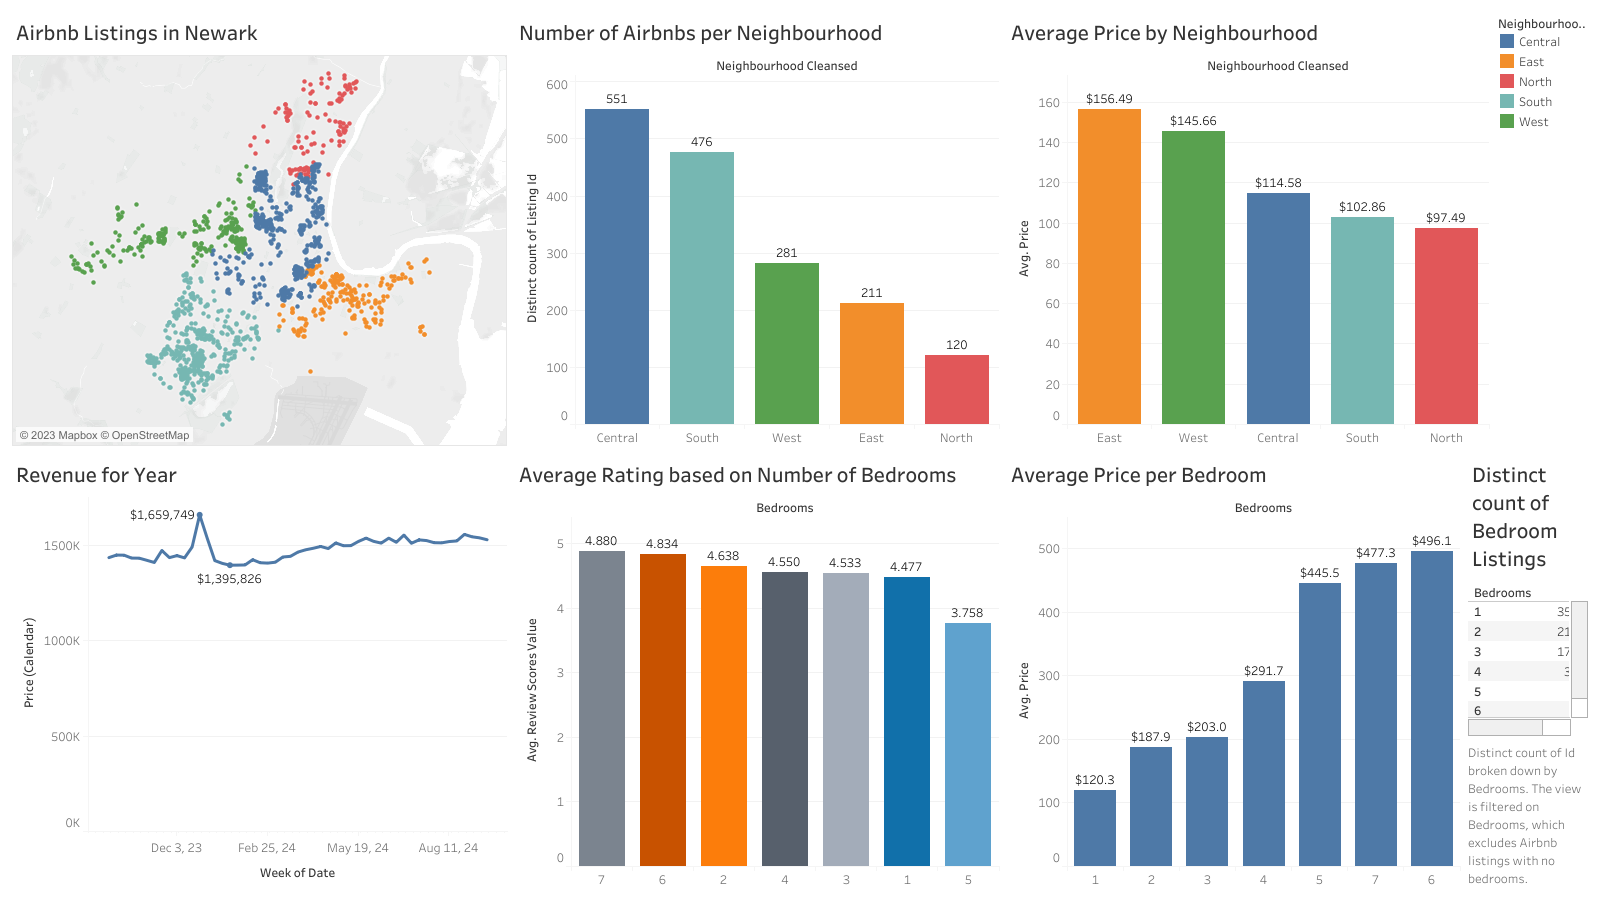 Airbnb Listings in Newark
© 2023 Mapbox © OpenStreetMap
Number of Airbnbs per Neighbourhood
Neighbourhood Cleansed
Distinct count of Listing Id
600
500
400
300
200
100
0
551
476
281
211
120
Central
South
West
East
North
Average Price by Neighbourhood
Neighbourhood Cleansed
Avg. Price
160
140
120
100
80
60
40
20
0
$156.49
$145.66
$114.58
$102.86
$97.49
East
West
Central
South
North
Neighbourhoo..
Central
East
North
South
West
Revenue for Year
Price (Calendar)
1500K
1000K
500K
0K
$1,659,749
$1,395,826
Dec 3, 23
Feb 25, 24
May 19, 24
Aug 11, 24
Week of Date
Average Rating based on Number of Bedrooms
Bedrooms
Avg. Review Scores Value
5
4
3
2
1
0
4.880
4.834
4.638
4.550
4.533
4.477
3.758
7
6
2
4
3
1
5
Average Price per Bedroom
Bedrooms
Avg. Price
500
400
300
200
100
0
$120.3
$187.9
$203.0
$291.7
$445.5
$477.3
$496.1
1
2
3
4
5
7
6
Distinct
count of
Bedroom
Listings
Bedrooms
1
2 21
3 17
4
5
6
Distinct count of Id
broken down by
Bedrooms. The view
is filtered on
Bedrooms, which
excludes Airbnb
listings with no
bedrooms.